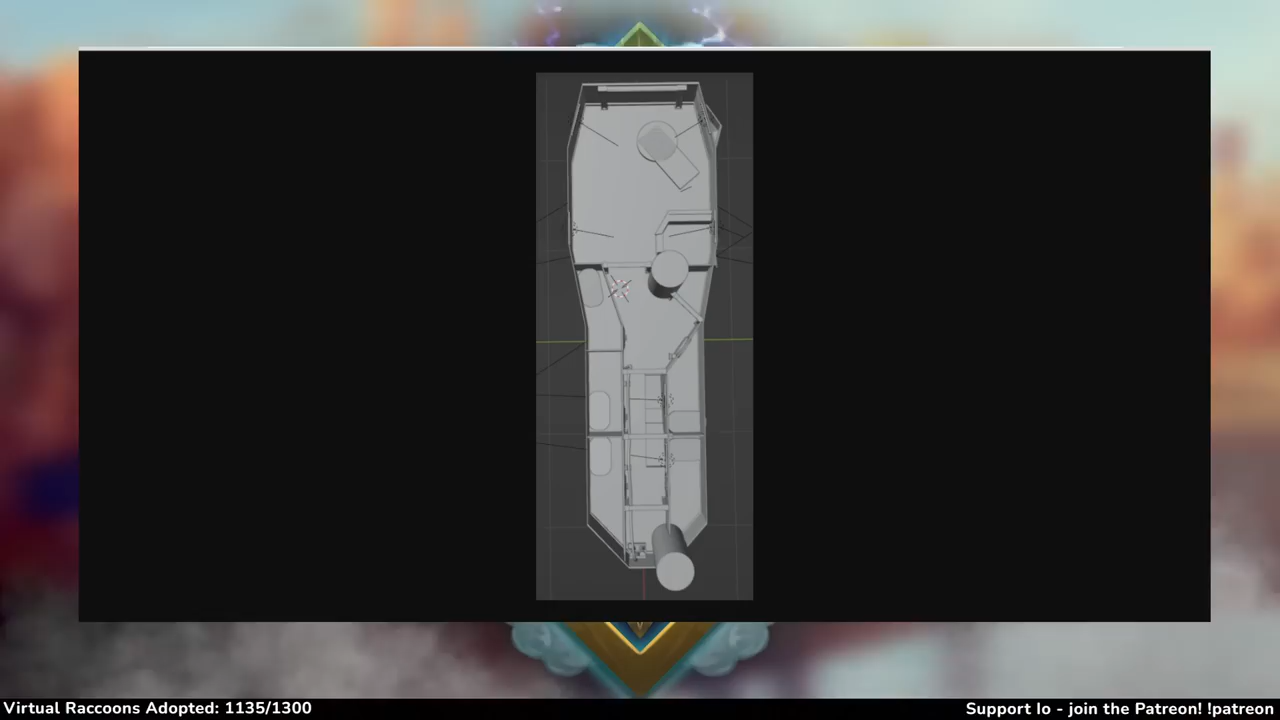 Virtual Raccoons Adopted: 1135/1300
Support Io - join the Patreon! !patreon